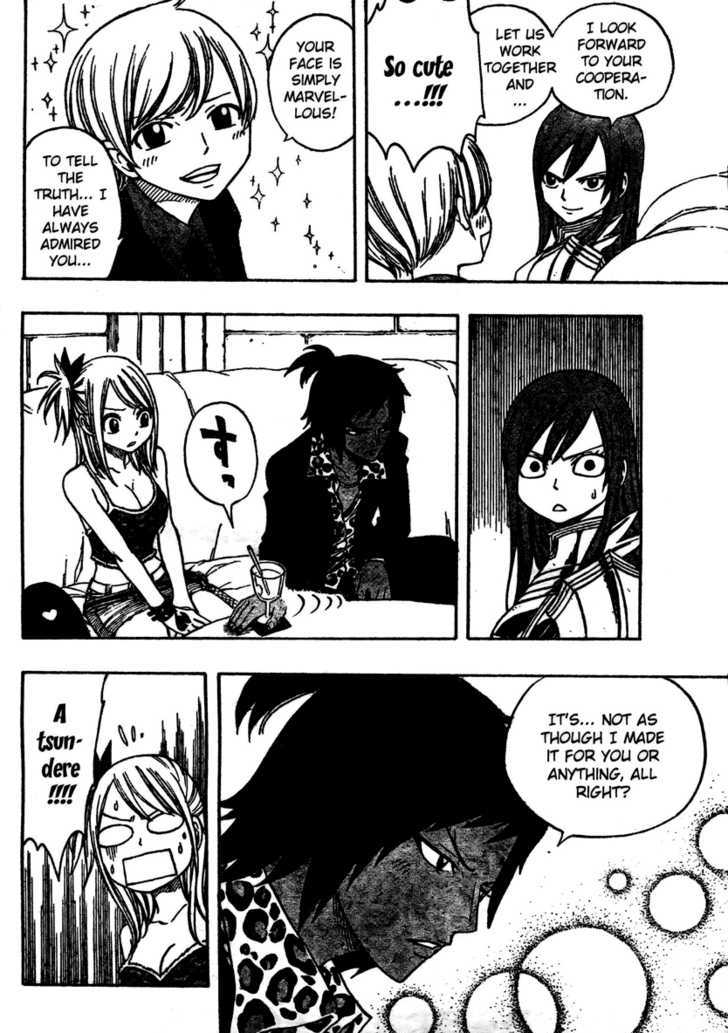 I LOOK
FORWARD
TO YOUR
COOPERA-
TION.
LET US
WORK
TOGETHER
AND
...
So cute
...!!!
YOUR
FACE IS
SIMPLY
MARVEL-
LOUS!
TO TELL
THE
TRUTH... I
HAVE
ALWAYS
ADMIRED
YOU...
すっ
IT'S... NOT AS
THOUGH I MADE
IT FOR YOU OR
ANYTHING, ALL
RIGHT?
A
tsun-
dere
!!!!